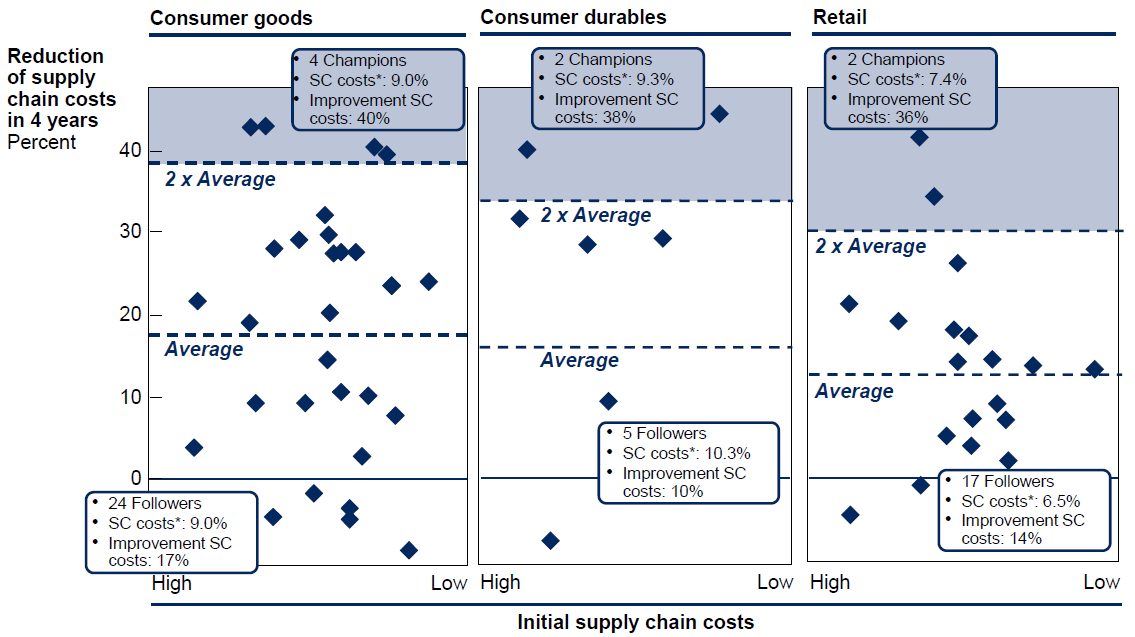 Consumer goods
Consumer durables
Retail
Reduction
of supply
chain costs
in 4 years
Percent
• 4 Champions
• SC costs*: 9.0%
• Improvement SC
costs: 40%
• 2 Champions
• SC costs*: 9.3%
• Improvement SC
costs: 38%
• 2 Champions
• SC costs*: 7.4%
• Improvement SC
costs: 36%
40
30
20
10
0
2 x Average
Average
2 x Average
Average
2 x Average
Average
• 24 Followers
• SC costs*: 9.0%
• Improvement SC
costs: 17%
• 5 Followers
• SC costs*: 10.3%
• Improvement SC
costs: 10%
• 17 Followers
• SC costs*: 6.5%
• Improvement SC
costs: 14%
High
Low
High
Low
High
Low
Initial supply chain costs